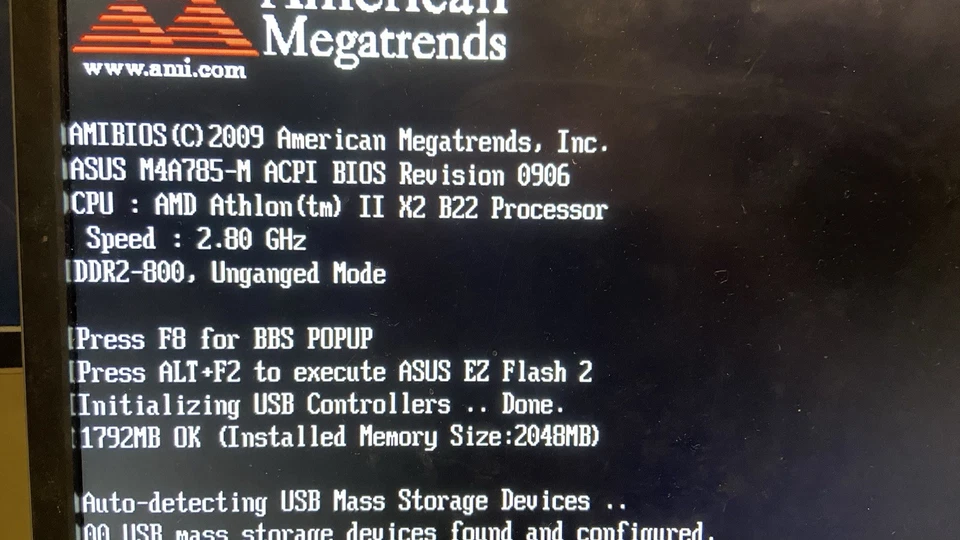 American
Megatrends
www.ami.com
AMIBIOS(C)2009 American Megatrends, Inc.
ASUS M4A785-M ACPI BIOS Revision 0906
CPU : AMD Athlon(tm) II X2 B22 Processor
Speed : 2.80 GHz
DDR2-800, Unganged Mode
Press F8 for BBS POPUP
Press ALT+F2 to execute ASUS EZ Flash 2
Initializing USB Controllers .. Done.
1792MB OK (Installed Memory Size:2048MB)
Auto-detecting USB Mass Storage Devices ..
00 USB mass storage devices found and configured.